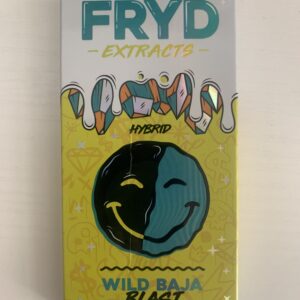 FRYD
- EXTRACTS -
HYBRID
WILD BAJA
BLAST